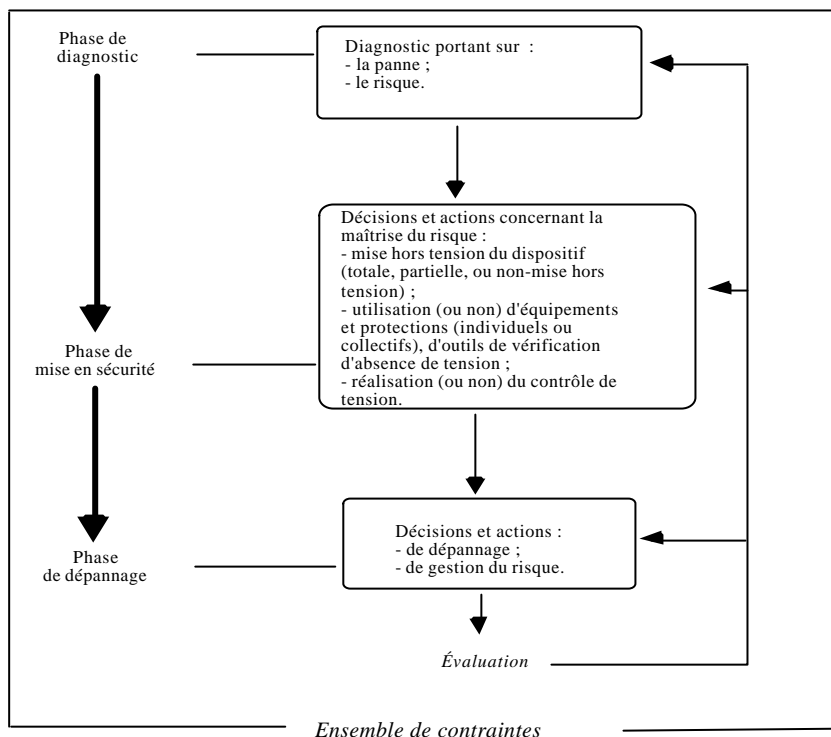 Phase de
diagnostic
Diagnostic portant sur :
- la panne ;
- le risque.
Décisions et actions concernant la
maîtrise du risque :
- mise hors tension du dispositif
(totale, partielle, ou non-mise hors
tension) ;
- utilisation (ou non) d'équipements
et protections (individuels ou
collectifs), d'outils de vérification
d'absence de tension ;
- réalisation (ou non) du contrôle de
tension.
Phase de
mise en sécurité
Décisions et actions :
- de dépannage ;
- de gestion du risque.
Phase
de dépannage
Évaluation
Ensemble de contraintes